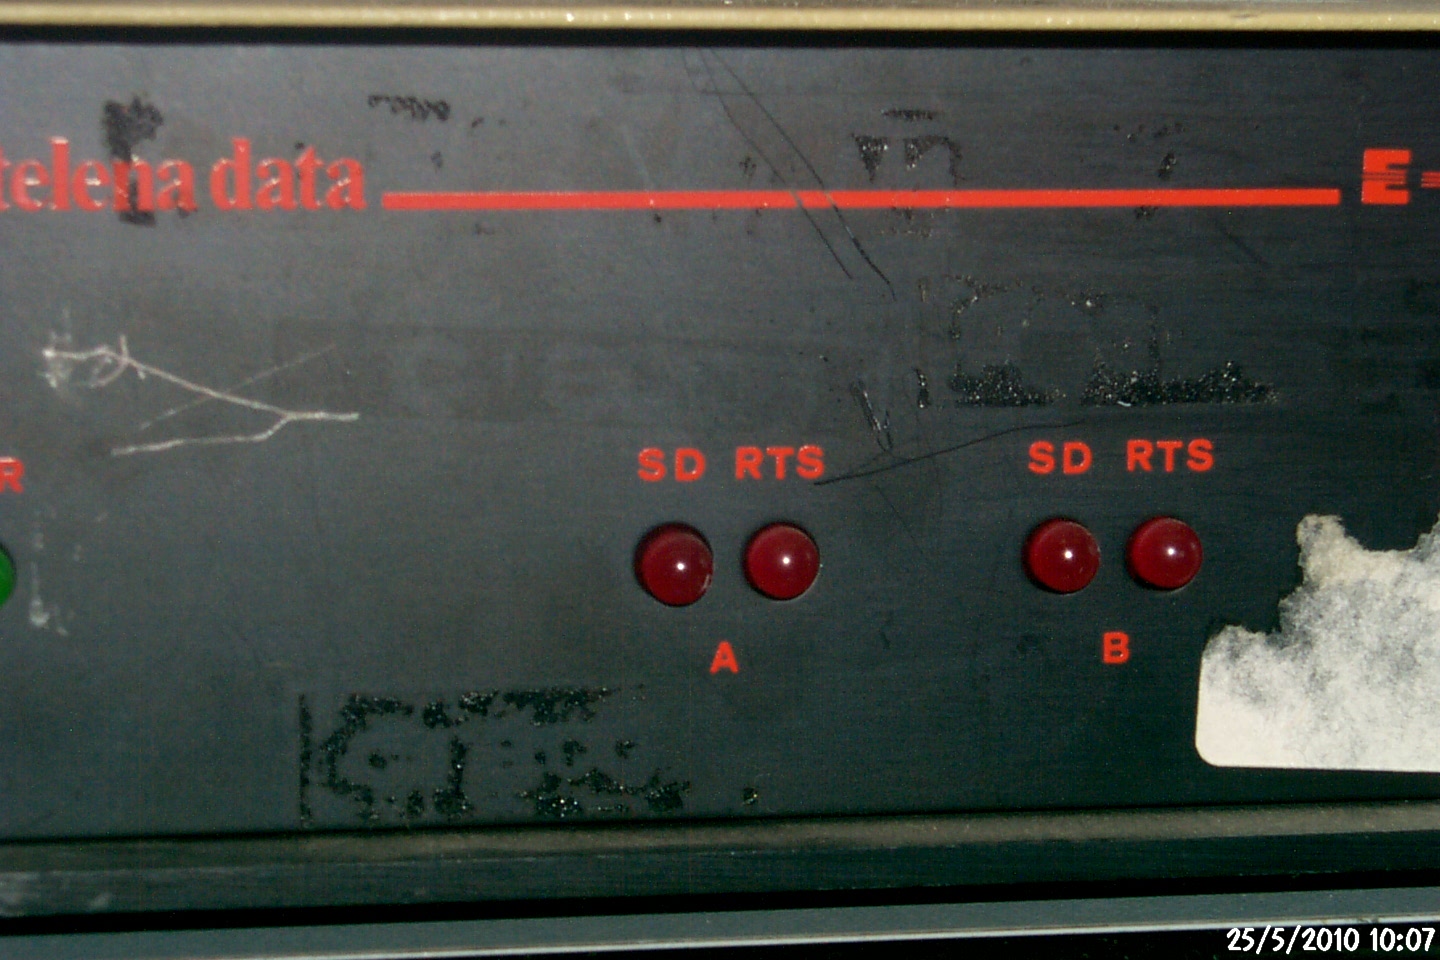 telena data E-
R SD RTS SD RTS
A B
25/5/2010 10:07